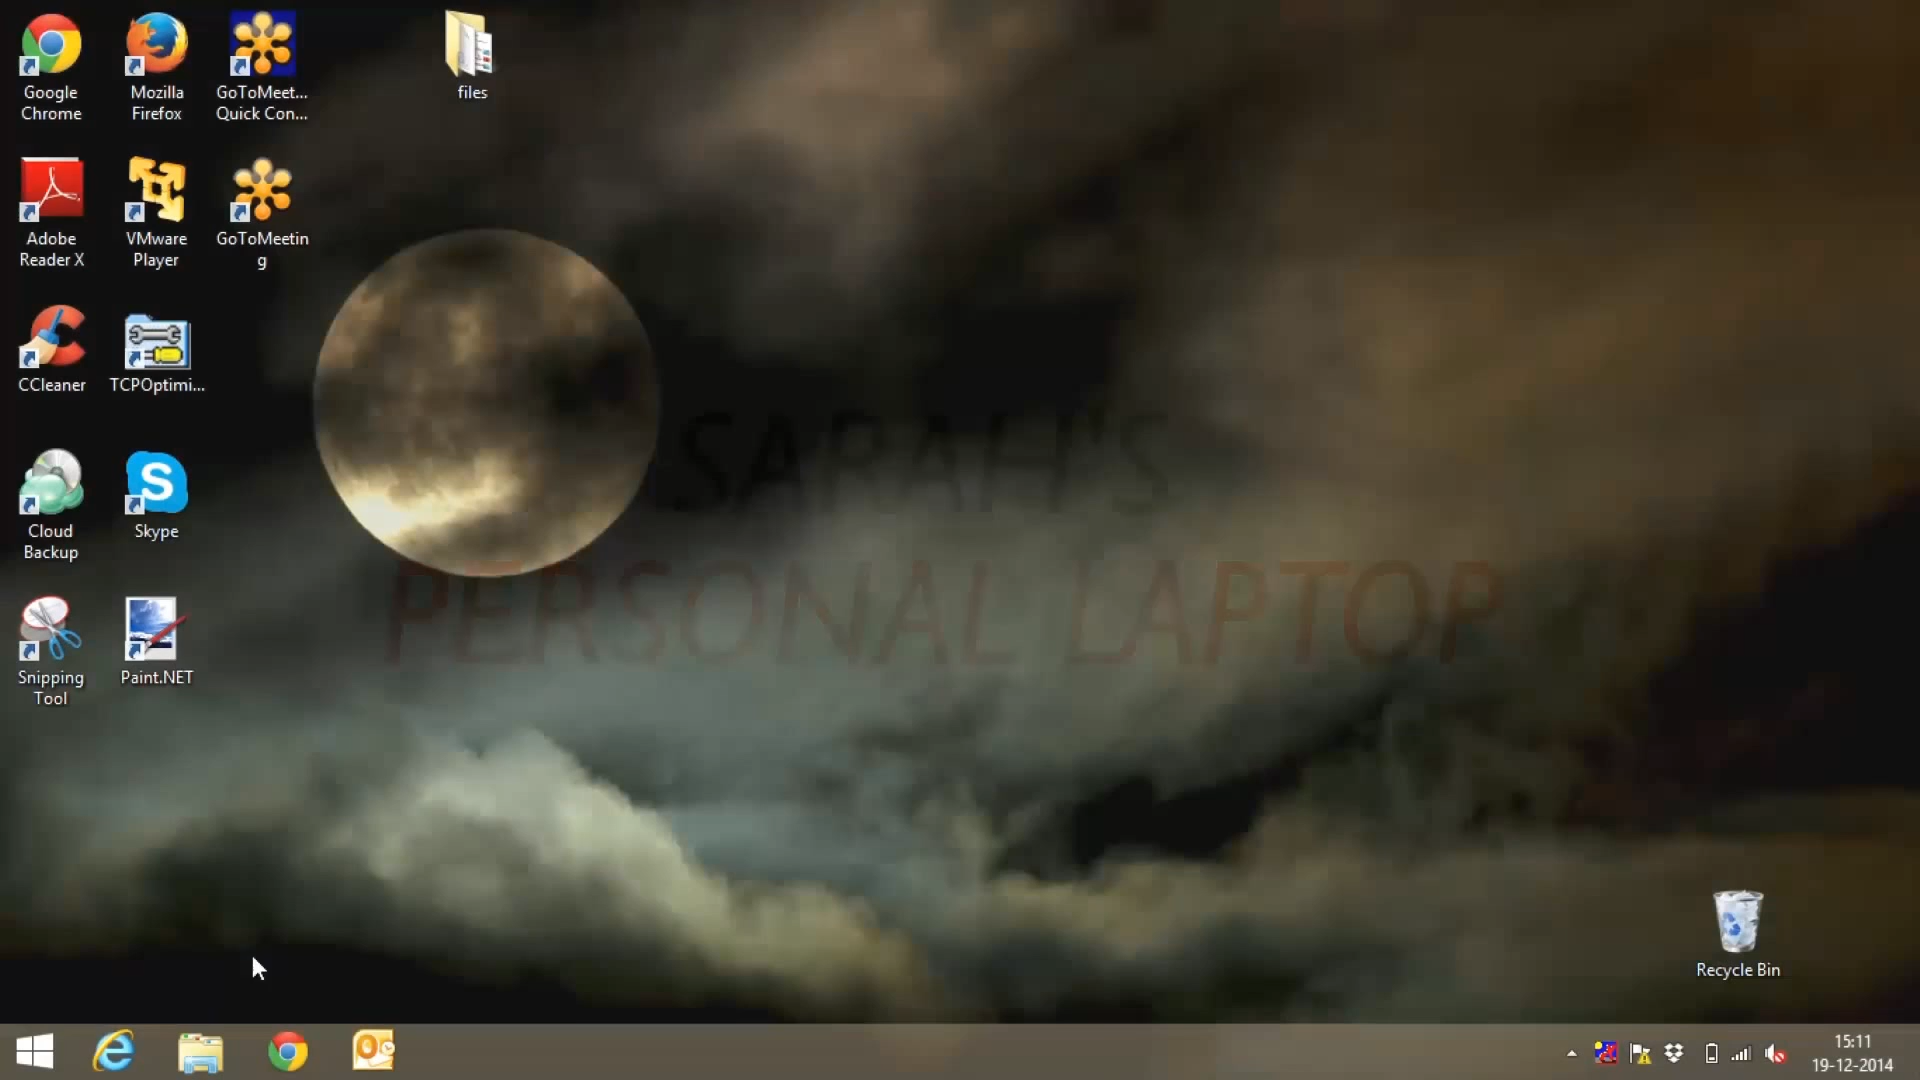 Google
Chrome
Mozilla
Firefox
GoToMeet...
Quick Con...
files
Adobe
Reader X
VMware
Player
GoToMeetin
g
CCleaner
TCPOptimi...
SARAH'S
PERSONAL LAPTOP
Cloud
Backup
Skype
Snipping
Tool
Paint.NET
Recycle Bin
15:11
19-12-2014